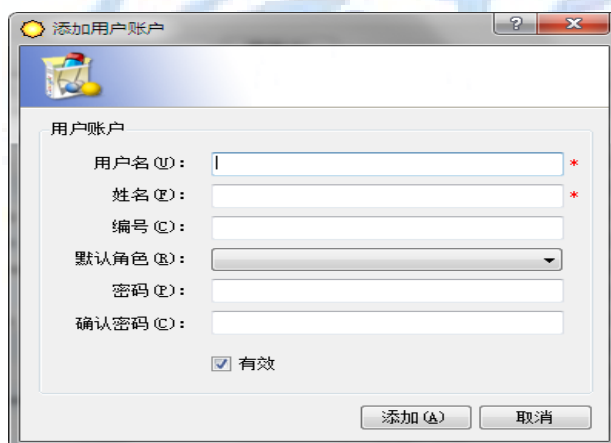 添加用户账户
?
用户账户
用户名(U)： *
姓名(F)： *
编号(C)：
默认角色(R)：
密码(P)：
确认密码(C)：
有效
添加(A) 取消